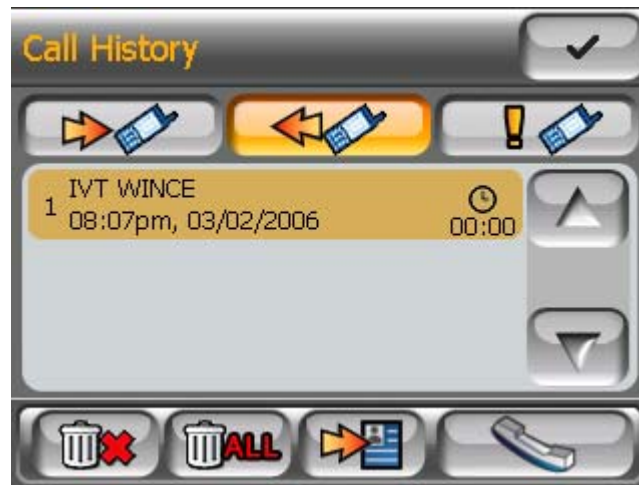 Call History
1
IVT WINCE
08:07pm, 03/02/2006
00:00
ALL